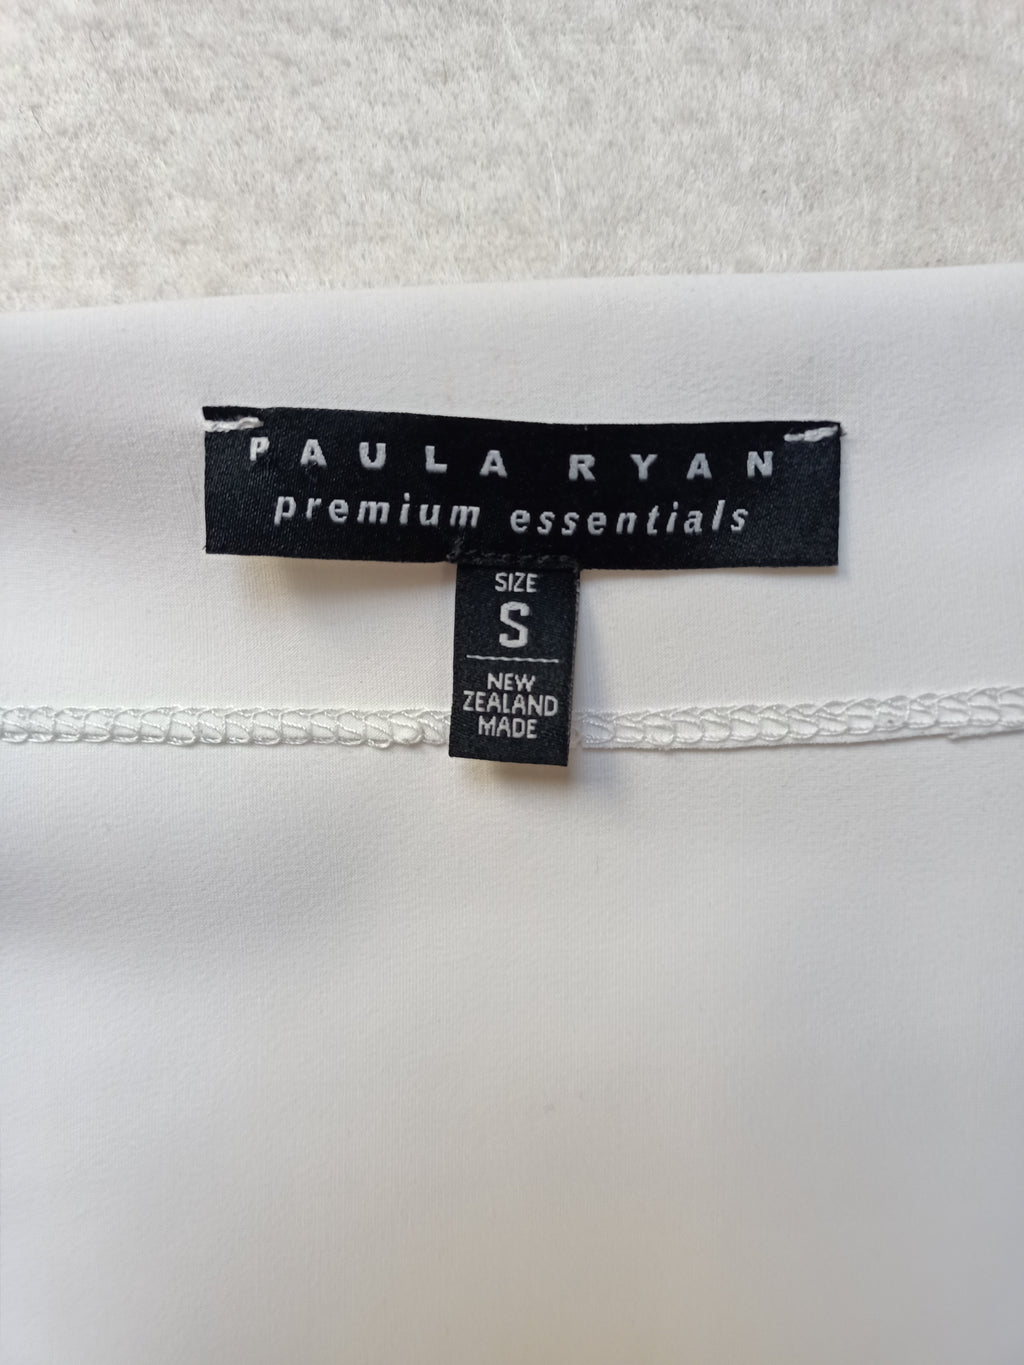 PAULA RYAN
premium essentials
SIZE
S
NEW
ZEALAND
MADE